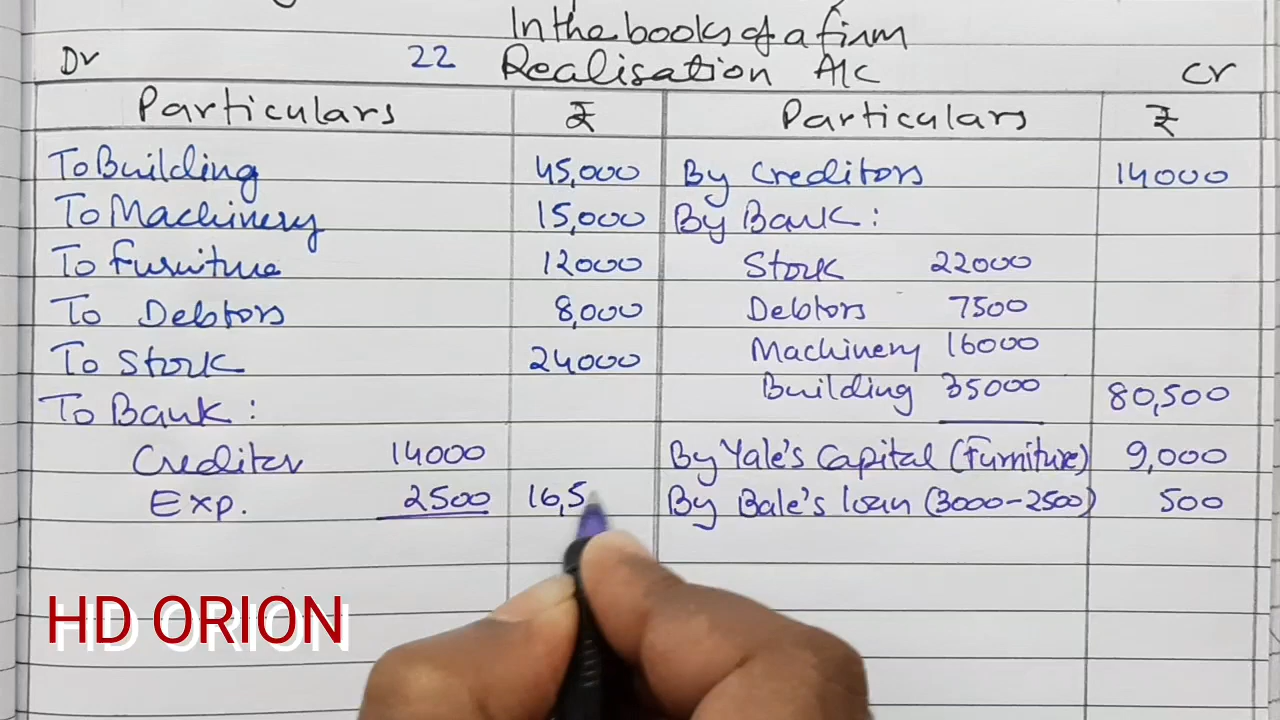 In the books of a firm
Dr 22 Realisation A/C Cr
Particulars ₹ Particulars ₹
To Building 45,000 By Creditors 14000
To Machinery 15,000 By Bank:
To Furniture 12000 Stock 22000
To Debtors 8,000 Debtors 7500
To Stock 24000 Machinery 16000
To Bank: Building 35000 80,500
Creditor 14000 By Yale's Capital (Furniture) 9,000
Exp. 2500 16,5 By Bale's loan (3000-2500) 500
HD ORION